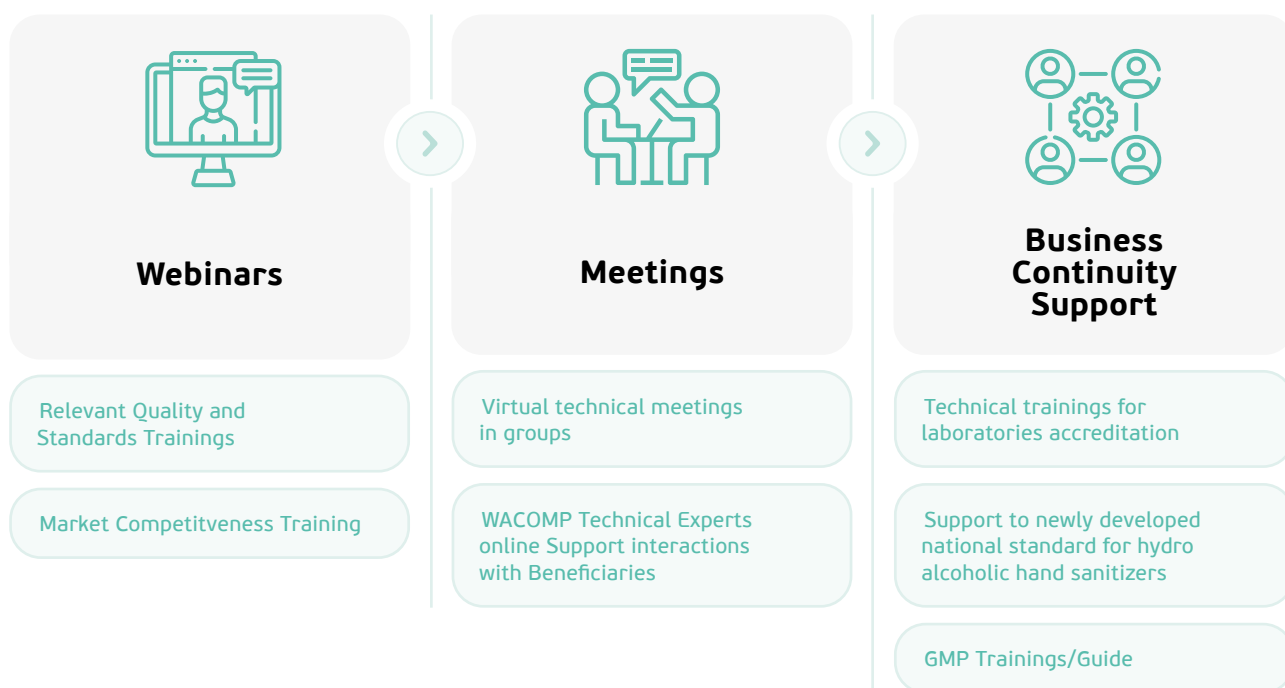 Webinars
Relevant Quality and
Standards Trainings
Market Competitveness Training
Meetings
Virtual technical meetings
in groups
WACOMP Technical Experts
online Support interactions
with Beneficiaries
Business
Continuity
Support
Technical trainings for
laboratories accreditation
Support to newly developed
national standard for hydro
alcoholic hand sanitizers
GMP Trainings/Guide